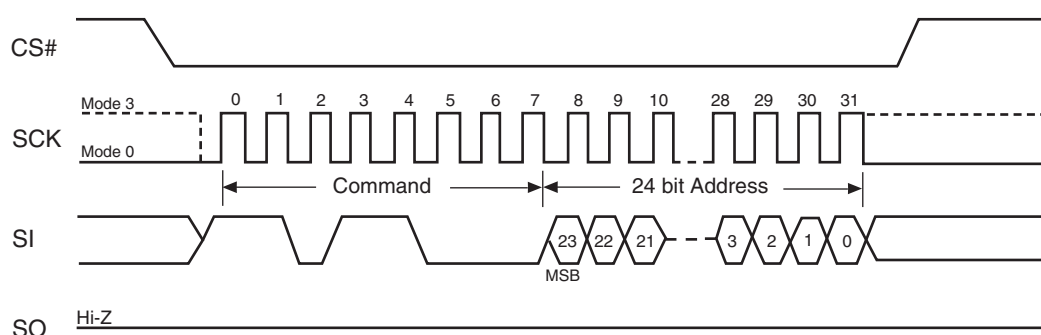 CS#
Mode 3
0 1 2 3 4 5 6 7 8 9 10 28 29 30 31
SCK
Mode 0
Command
24 bit Address
SI
23 22 21 3 2 1 0
MSB
Hi-Z
SO